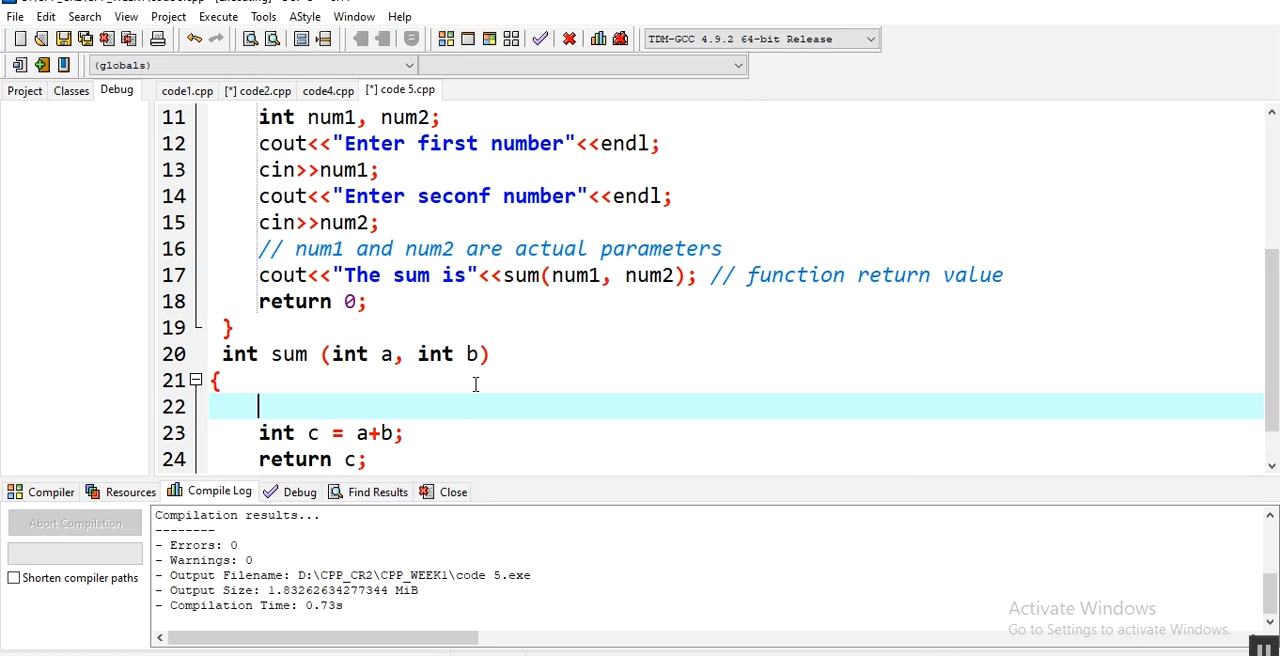 File Edit Search View Project Execute Tools AStyle Window Help
TDM-GCC 4.9.2 64-bit Release
(globals)
Project Classes Debug code1.cpp [*] code2.cpp code4.cpp [*] code 5.cpp
11 int num1, num2;
12 cout<<"Enter first number"<<endl;
13 cin>>num1;
14 cout<<"Enter seconf number"<<endl;
15 cin>>num2;
16 // num1 and num2 are actual parameters
17 cout<<"The sum is"<<sum(num1, num2); // function return value
18 return 0;
19 }
20 int sum (int a, int b)
21 {
22
23 int c = a+b;
24 return c;
Compiler Resources Compile Log Debug Find Results Close
Abort Compilation
Shorten compiler paths
Compilation results...
--------
- Errors: 0
- Warnings: 0
- Output Filename: D:\CPP_CR2\CPP_WEEK1\code 5.exe
- Output Size: 1.83262634277344 MiB
- Compilation Time: 0.73s
Activate Windows
Go to Settings to activate Windows.